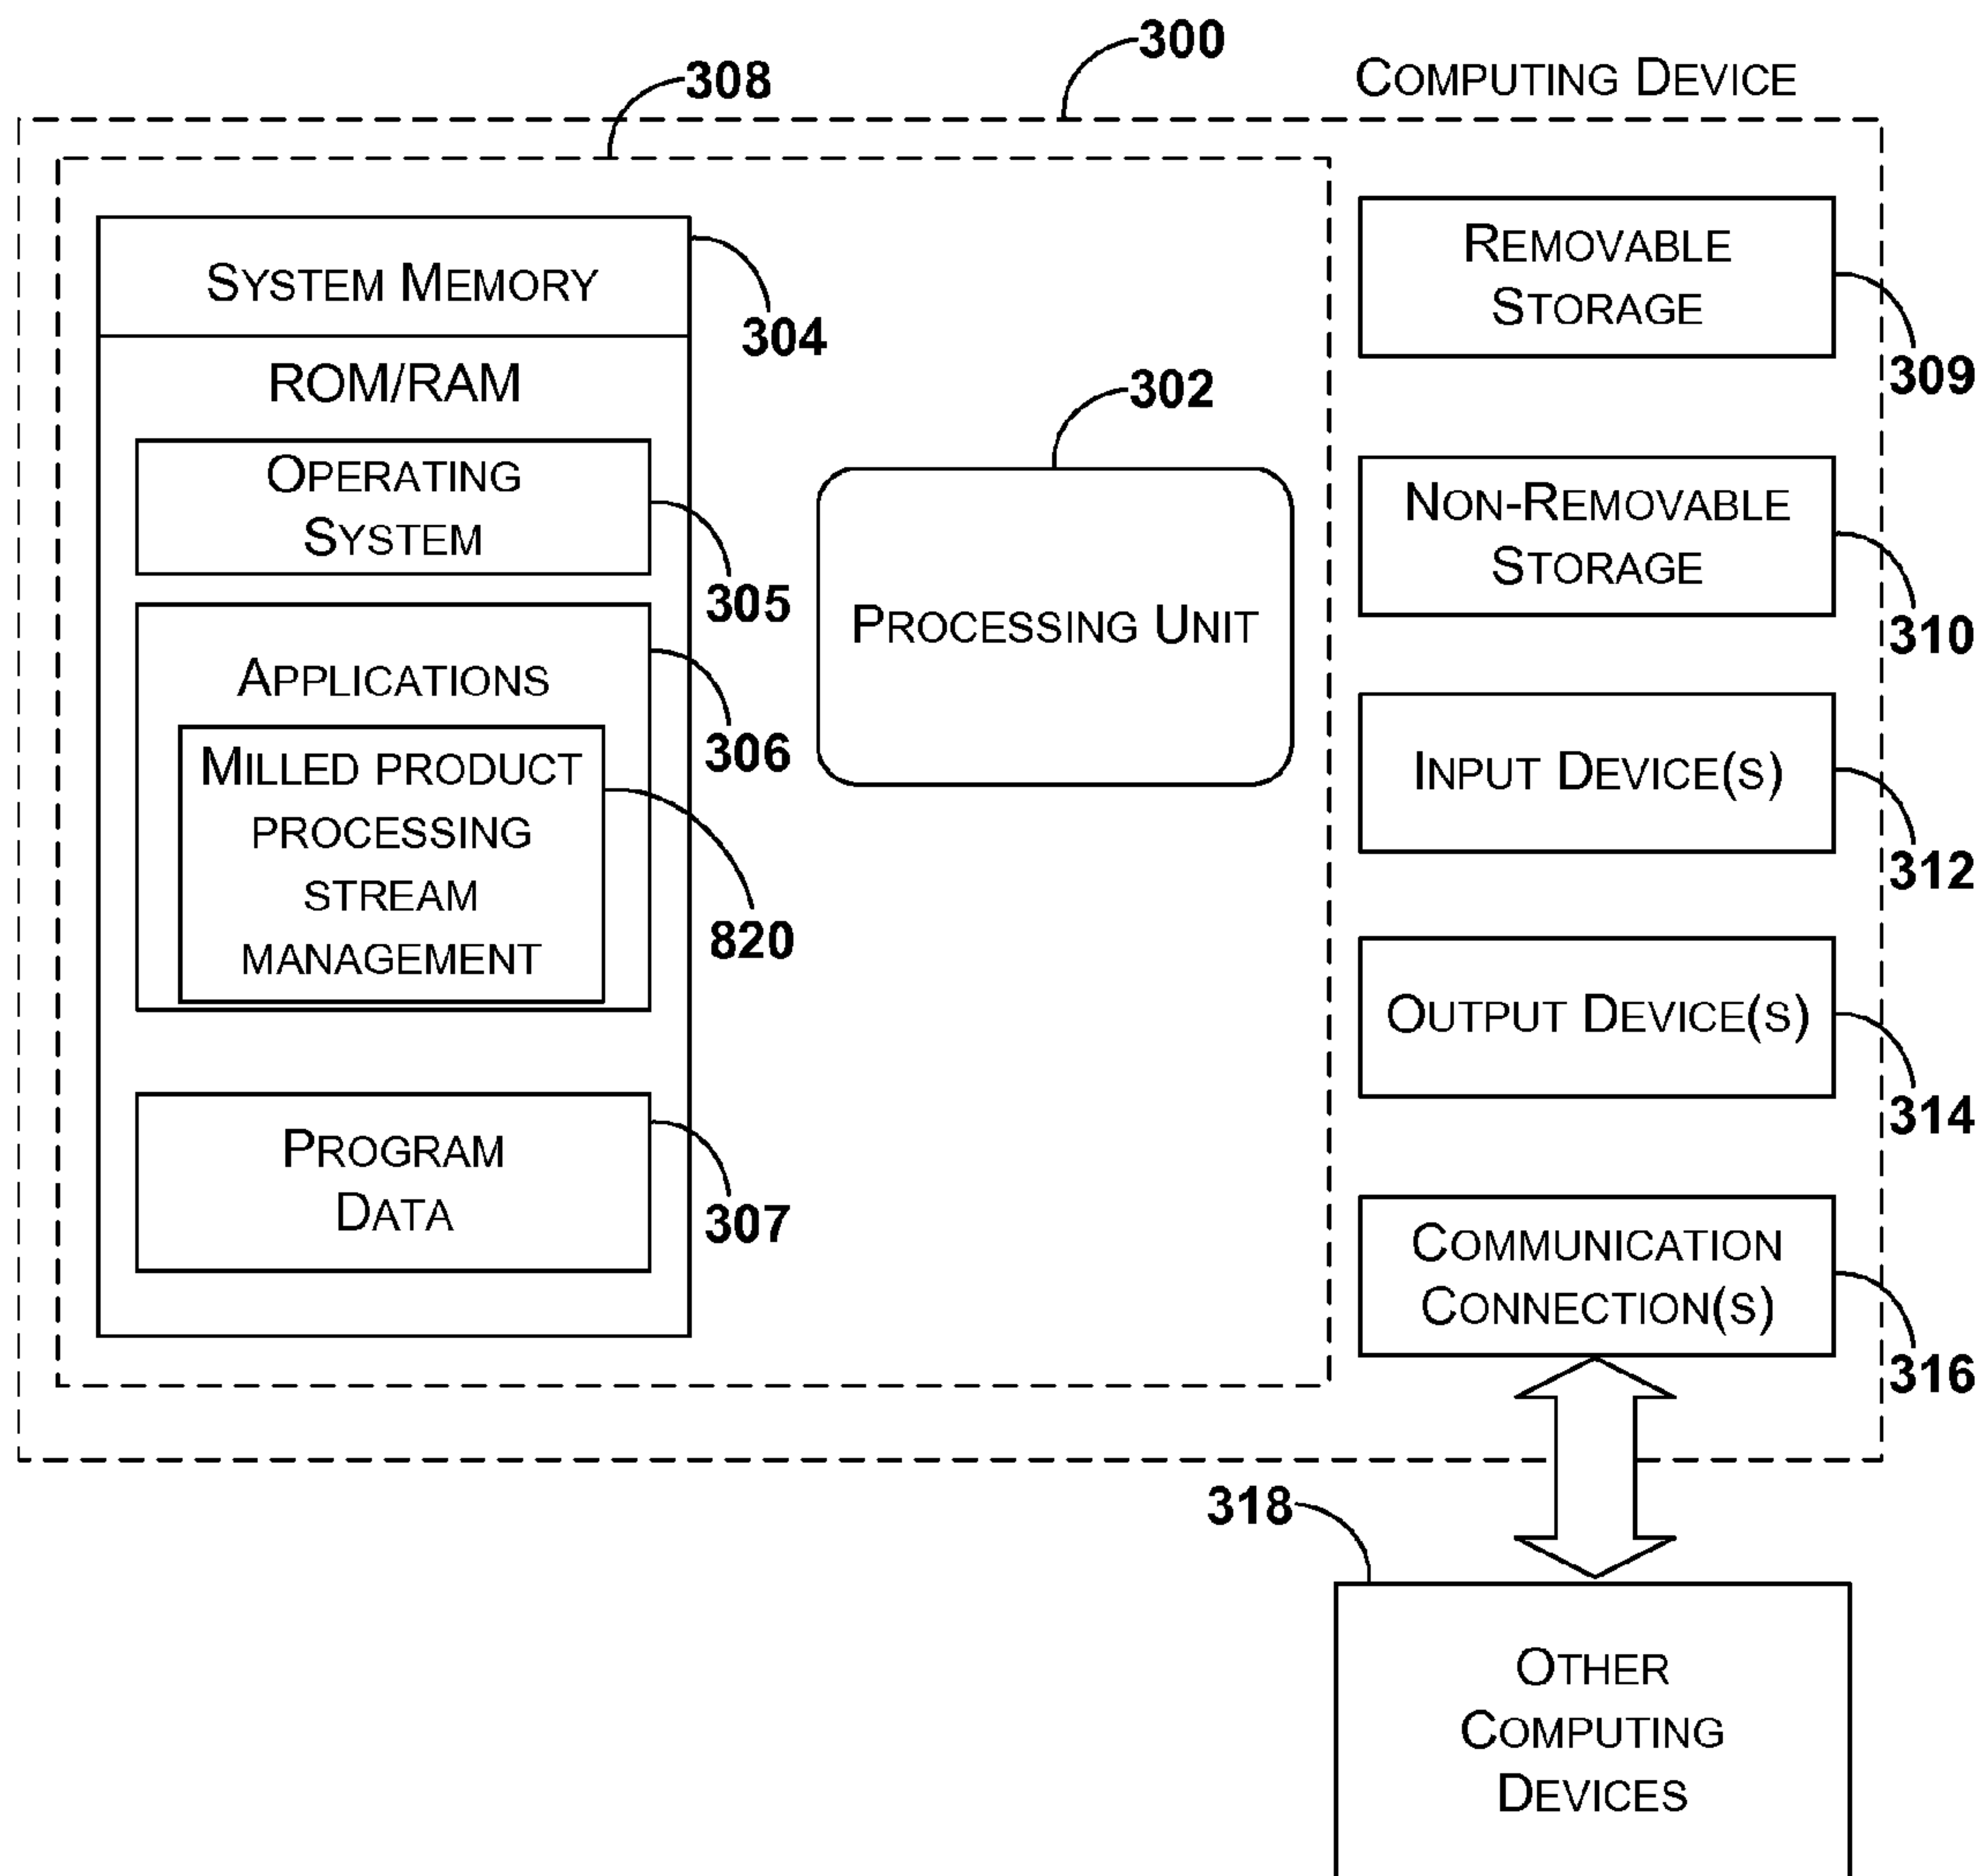 300
COMPUTING DEVICE
308
SYSTEM MEMORY
304
ROM/RAM
OPERATING
SYSTEM
305
APPLICATIONS
306
MILLED PRODUCT
PROCESSING
STREAM
MANAGEMENT
820
PROGRAM
DATA
307
302
PROCESSING UNIT
REMOVABLE
STORAGE
309
NON-REMOVABLE
STORAGE
310
INPUT DEVICE(S)
312
OUTPUT DEVICE(S)
314
COMMUNICATION
CONNECTION(S)
316
318
OTHER
COMPUTING
DEVICES